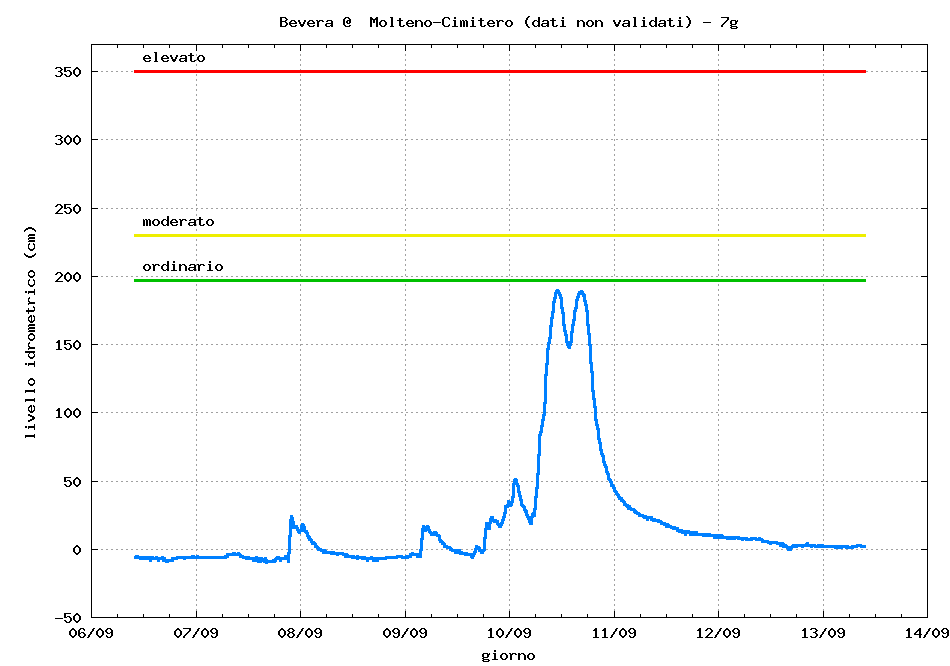 Bevera @  Molteno-Cimitero (dati non validati) - 7g
elevato
350
300
250
moderato
ordinario
200
150
100
50
0
-50
livello idrometrico (cm)
06/09 07/09 08/09 09/09 10/09 11/09 12/09 13/09 14/09
giorno